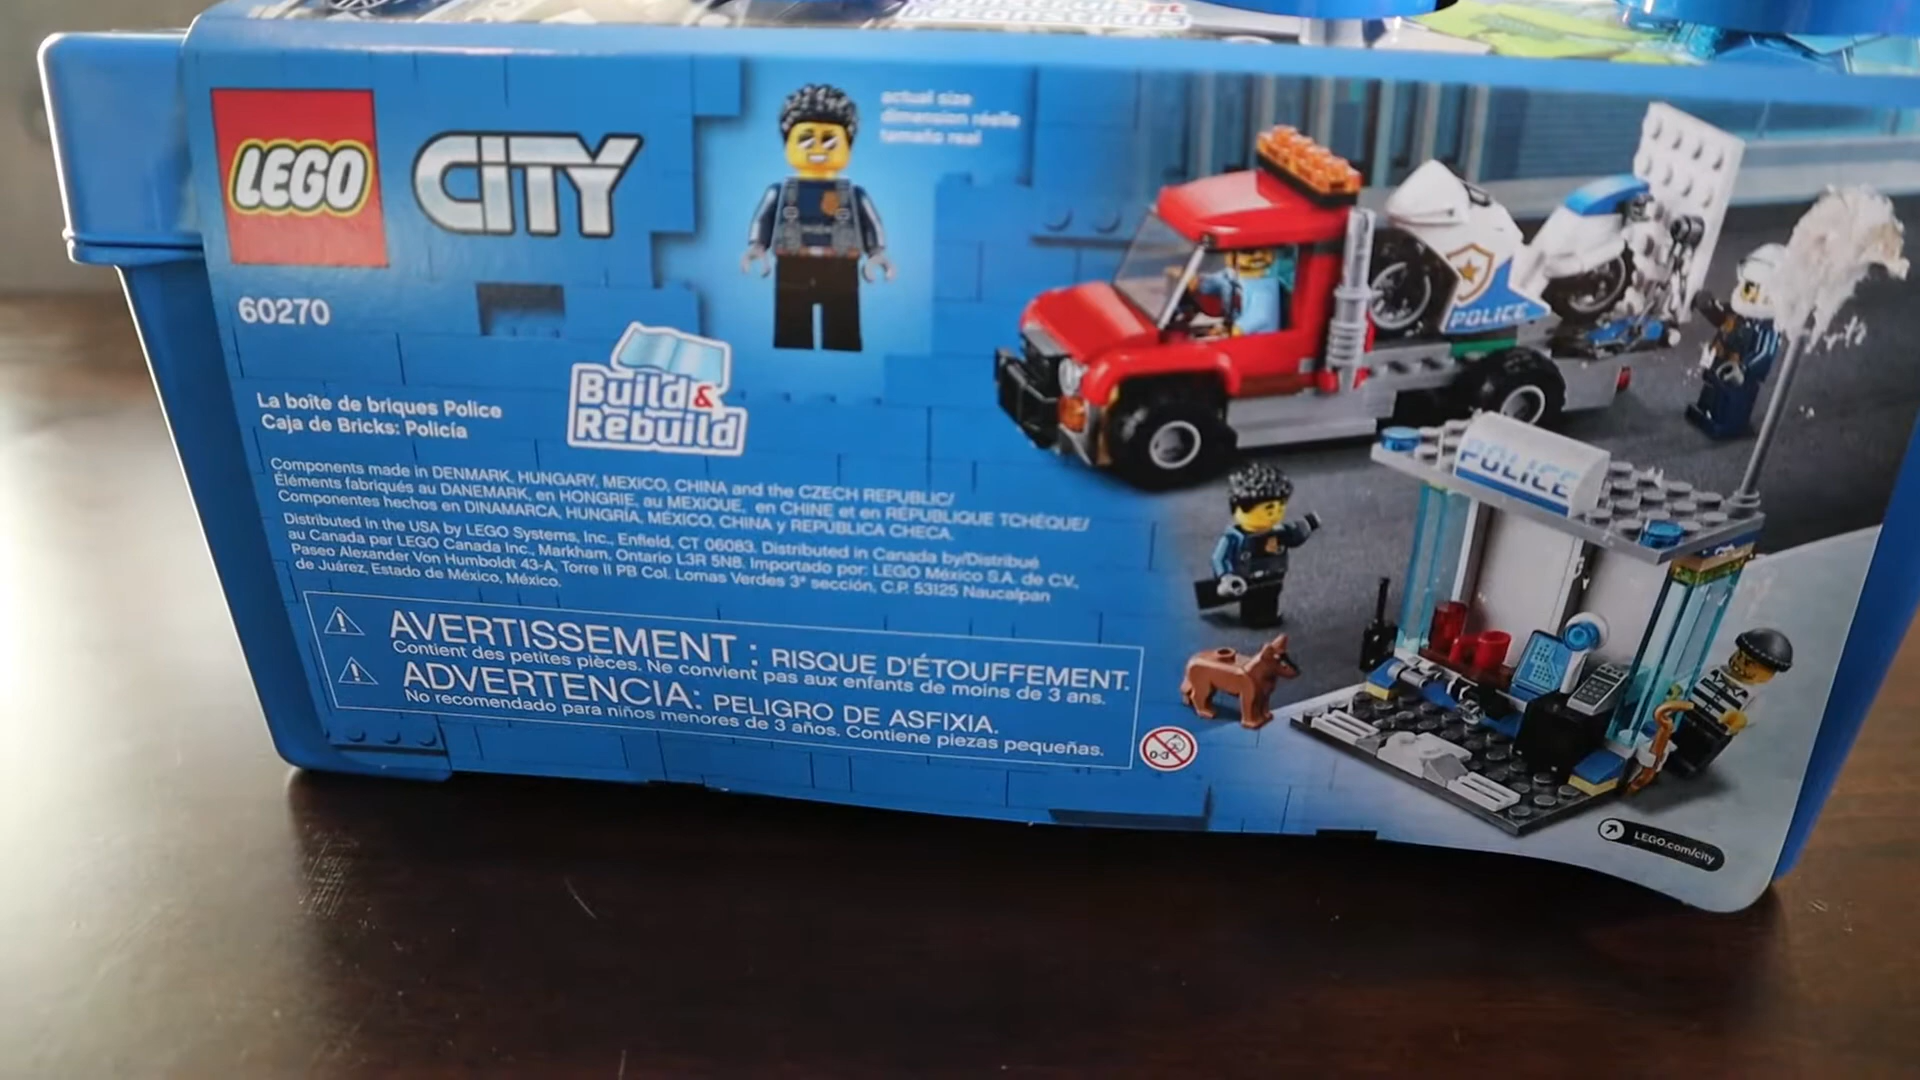 LEGO
CITY
60270
actual size
dimension réelle
tamaño real
Build &
Rebuild
La boîte de briques Police
Caja de Bricks: Policía
Components made in DENMARK, HUNGARY, MEXICO, CHINA and the CZECH REPUBLIC/
Éléments fabriqués au DANEMARK, en HONGRIE, au MEXIQUE, en CHINE et en RÉPUBLIQUE TCHÈQUE/
Componentes hechos en DINAMARCA, HUNGRÍA, MÉXICO, CHINA y REPÚBLICA CHECA.
Distributed in the USA by LEGO Systems, Inc., Enfield, CT 06083. Distributed in Canada by/Distribué
au Canada par LEGO Canada Inc., Markham, Ontario L3R 5N8. Importado por: LEGO México S.A. de C.V.,
Paseo Alexander Von Humboldt 43-A, Torre II PB Col. Lomas Verdes 3ª sección, C.P. 53125 Naucalpan
de Juárez, Estado de México, México.
AVERTISSEMENT : RISQUE D'ÉTOUFFEMENT.
Contient des petites pièces. Ne convient pas aux enfants de moins de 3 ans.
ADVERTENCIA: PELIGRO DE ASFIXIA.
No recomendado para niños menores de 3 años. Contiene piezas pequeñas.
0-3
POLICE
POLICE
LEGO.com/city